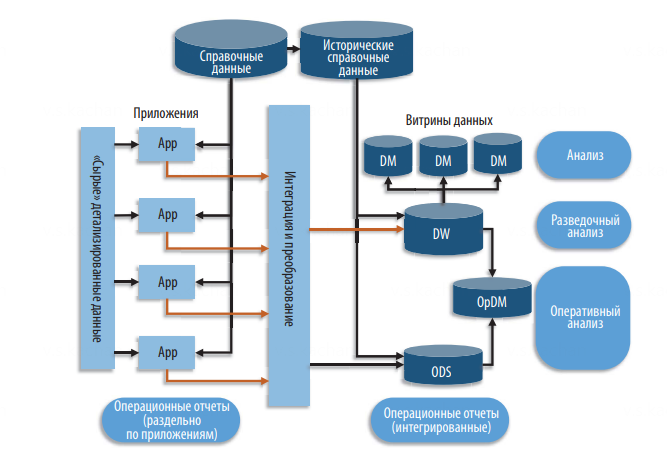 Справочные
данные
Исторические
справочные
данные
Приложения
Витрины данных
«Сырые» детализированные данные
App
App
App
App
Интеграция и преобразование
DM
DM
DM
Анализ
DW
Разведочный
анализ
OpDM
Оперативный
анализ
ODS
Операционные отчеты
(раздельно
по приложениям)
Операционные отчеты
(интегрированные)